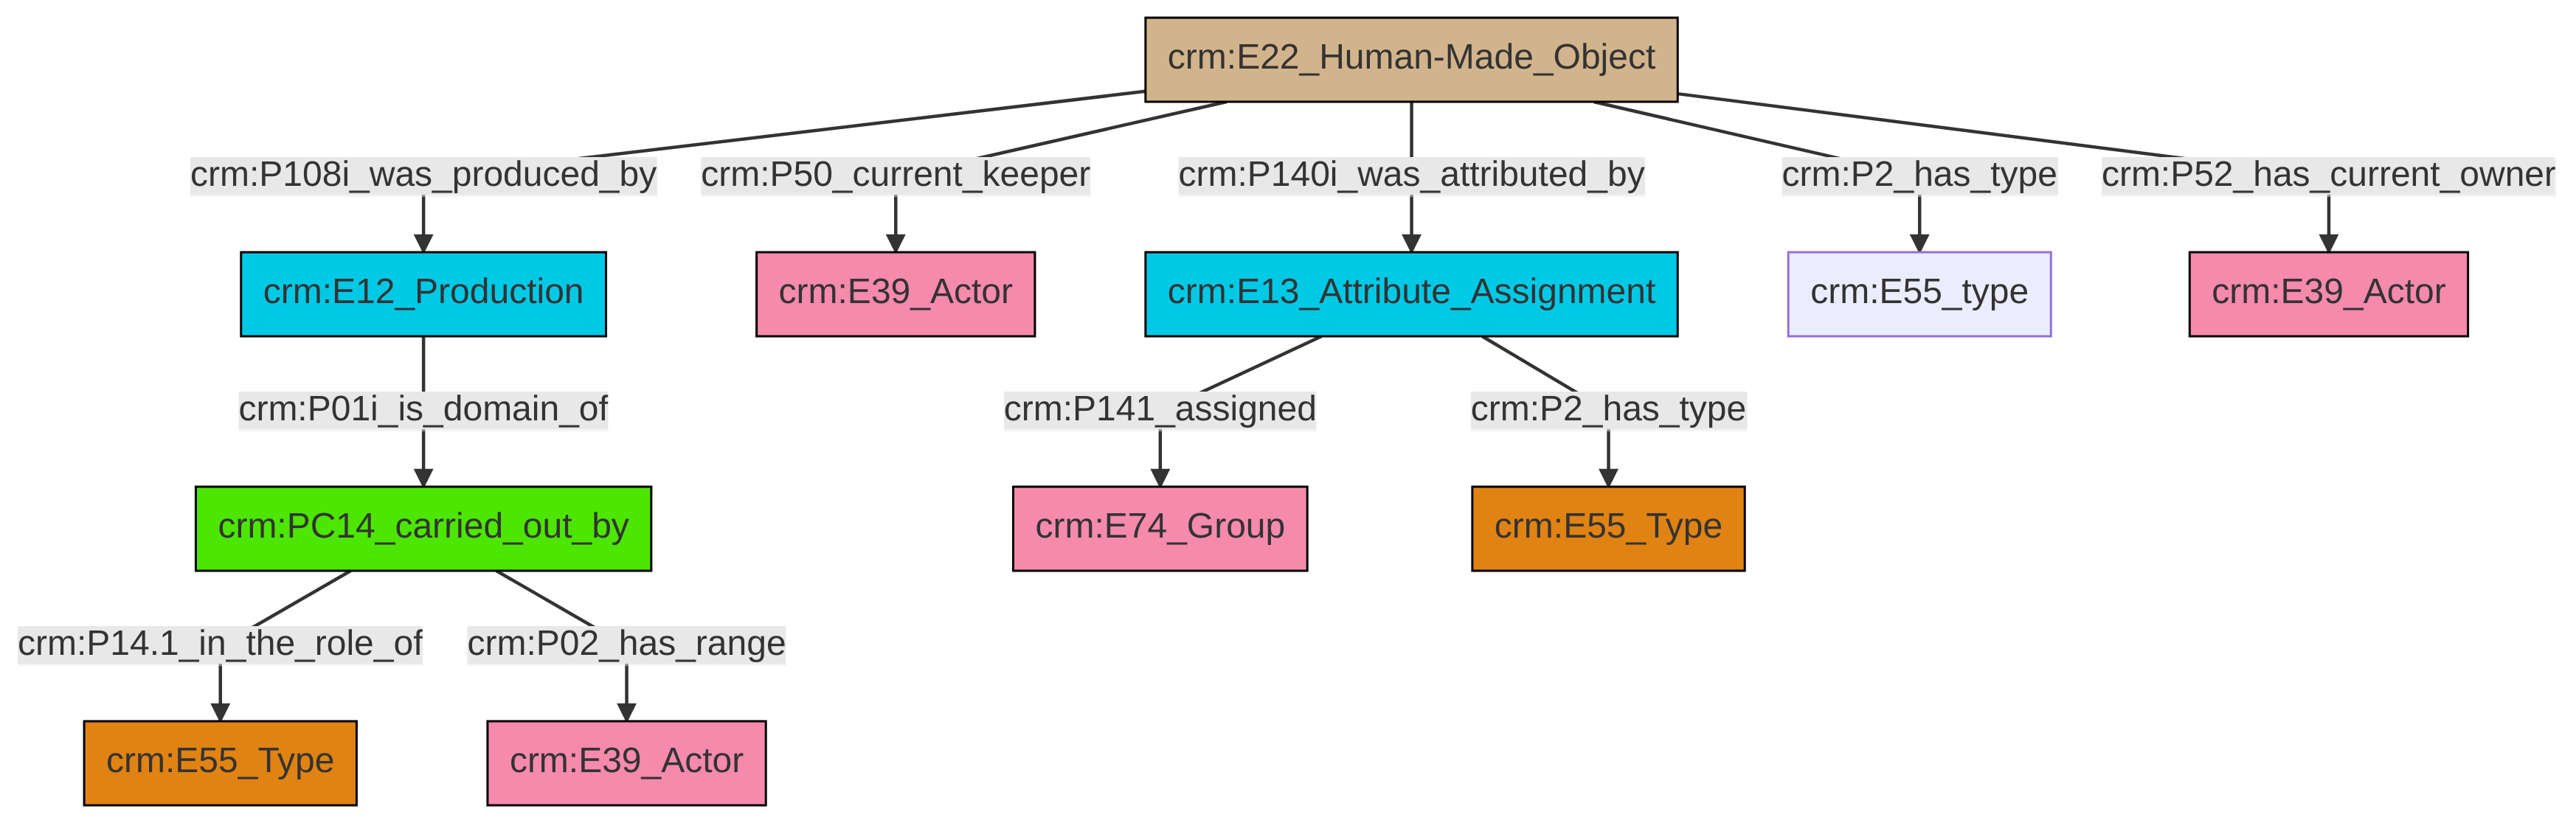 crm:E22_Human-Made_Object
crm:P108i_was_produced_by
crm:P50_current_keeper
crm:P140i_was_attributed_by
crm:P2_has_type
crm:P52_has_current_owner
crm:E12_Production
crm:E39_Actor
crm:E13_Attribute_Assignment
crm:E55_type
crm:E39_Actor
crm:P01i_is_domain_of
crm:P141_assigned
crm:P2_has_type
crm:PC14_carried_out_by
crm:E74_Group
crm:E55_Type
crm:P14.1_in_the_role_of
crm:P02_has_range
crm:E55_Type
crm:E39_Actor